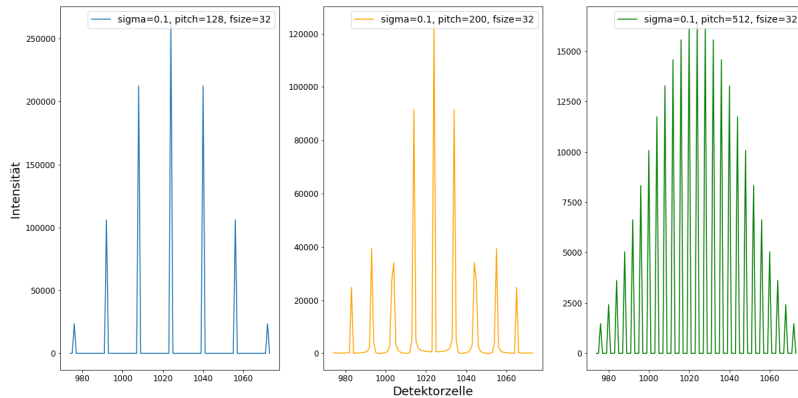 sigma=0.1, pitch=128, fsize=32
sigma=0.1, pitch=200, fsize=32
sigma=0.1, pitch=512, fsize=32
Intensität
250000
200000
150000
100000
50000
0
980 1000 1020 1040 1060
120000
100000
80000
60000
40000
20000
0
980 1000 1020 1040 1060
15000
12500
10000
7500
5000
2500
0
980 1000 1020 1040 1060
Detektorzelle